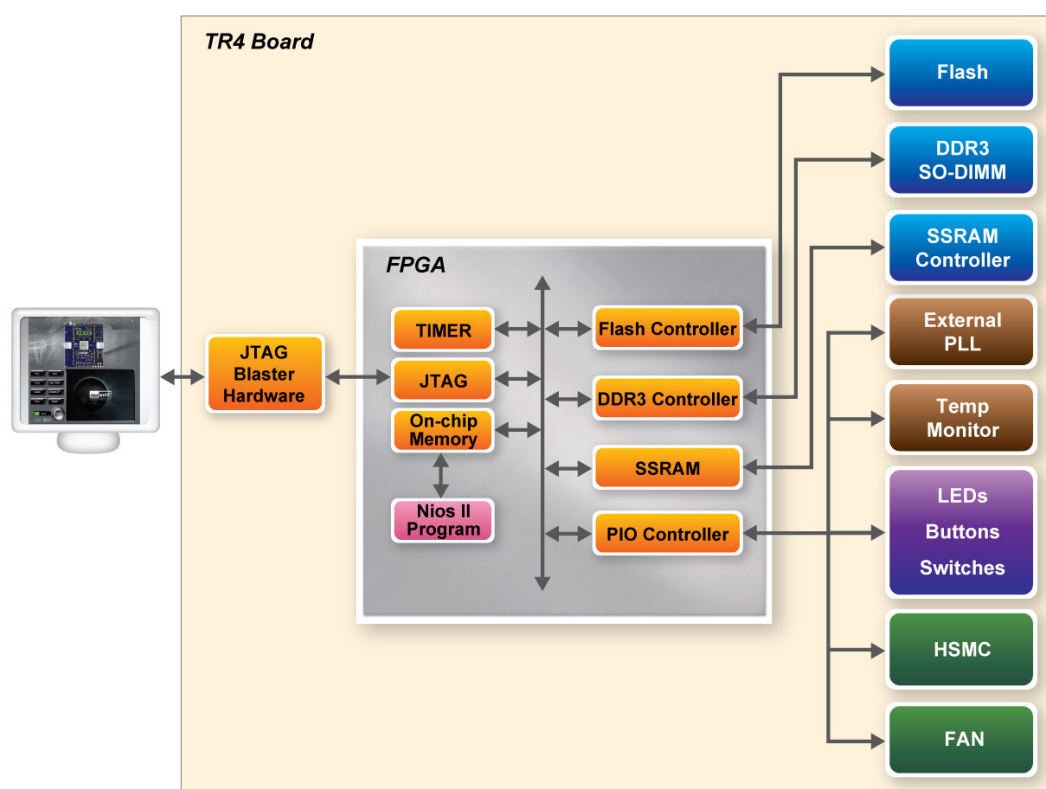 TR4 Board
Flash
DDR3
SO-DIMM
SSRAM
Controller
External
PLL
Temp
Monitor
LEDs
Buttons
Switches
HSMC
FAN
FPGA
TIMER
JTAG
On-chip
Memory
Nios II
Program
Flash Controller
DDR3 Controller
SSRAM
PIO Controller
JTAG
Blaster
Hardware